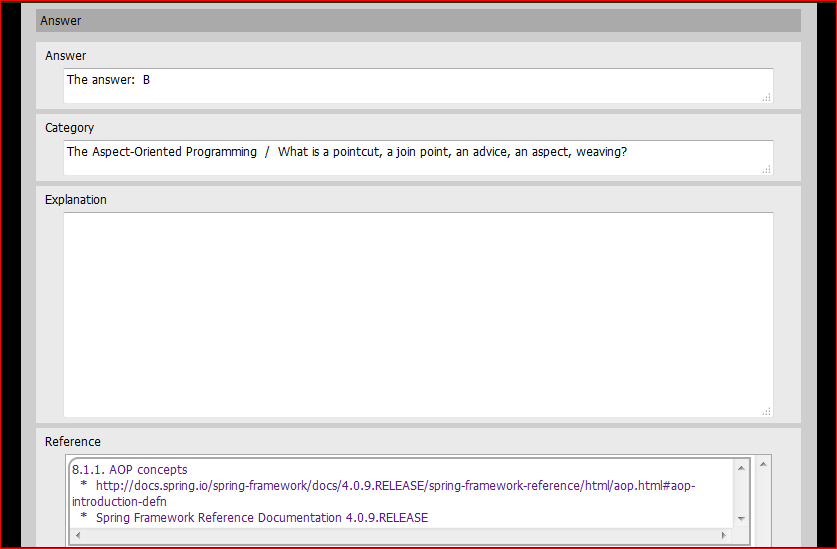 Answer
Answer
The answer:  B
Category
The Aspect-Oriented Programming  /  What is a pointcut, a join point, an advice, an aspect, weaving?
Explanation
Reference
8.1.1. AOP concepts
*  http://docs.spring.io/spring-framework/docs/4.0.9.RELEASE/spring-framework-reference/html/aop.html#aop-
introduction-defn
*  Spring Framework Reference Documentation 4.0.9.RELEASE